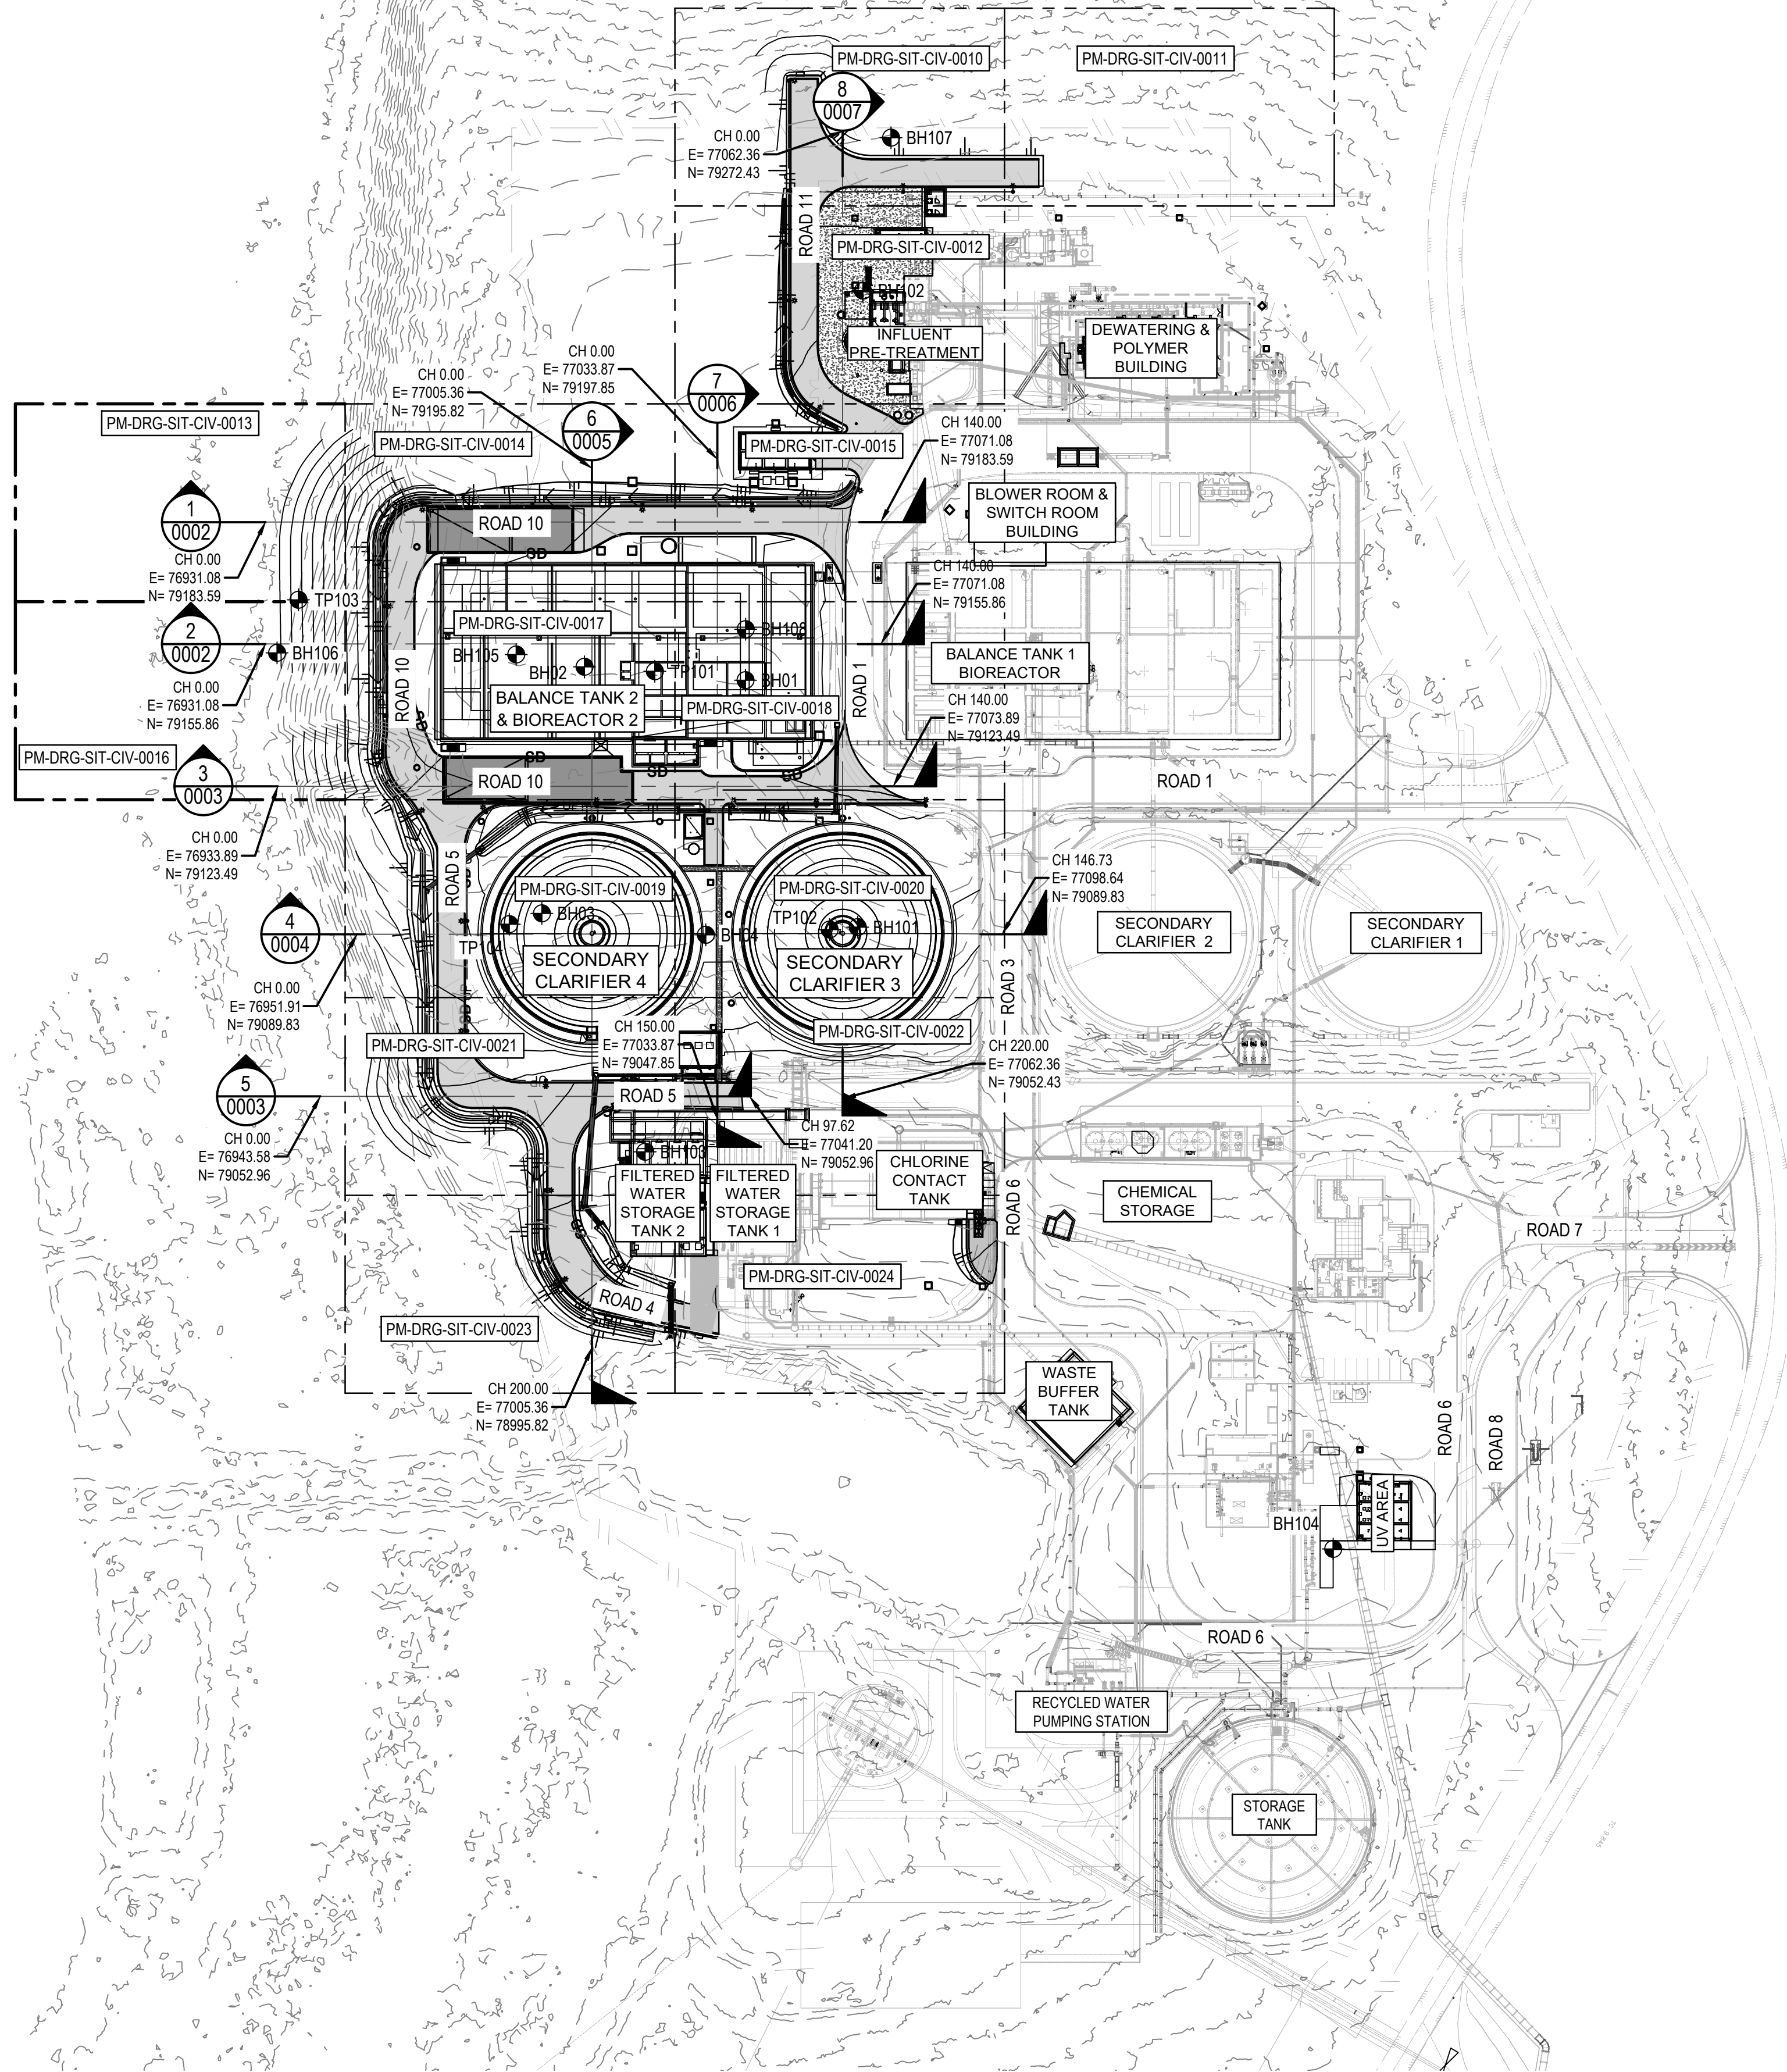 PM-DRG-SIT-CIV-0010
PM-DRG-SIT-CIV-0011
8
0007
CH 0.00
E= 77062.36
N= 79272.43
BH107
ROAD 11
PM-DRG-SIT-CIV-0012
BH102
INFLUENT
PRE-TREATMENT
DEWATERING &
POLYMER
BUILDING
CH 0.00
E= 77033.87
N= 79197.85
CH 0.00
E= 77005.36
N= 79195.82
7
0006
6
0005
PM-DRG-SIT-CIV-0013
PM-DRG-SIT-CIV-0014
PM-DRG-SIT-CIV-0015
CH 140.00
E= 77071.08
N= 79183.59
1
0002
CH 0.00
E= 76931.08
N= 79183.59
ROAD 10
SD
BLOWER ROOM &
SWITCH ROOM
BUILDING
CH 140.00
E= 77071.08
N= 79155.86
TP103
2
0002
BH106
CH 0.00
E= 76931.08
N= 79155.86
PM-DRG-SIT-CIV-0017
BH108
BH105
BH02
TP101
BH01
ROAD 10
BALANCE TANK 2
& BIOREACTOR 2
PM-DRG-SIT-CIV-0018
ROAD 1
BALANCE TANK 1
BIOREACTOR
CH 140.00
E= 77073.89
N= 79123.49
PM-DRG-SIT-CIV-0016
3
0003
SD
SD
SD
SD
ROAD 10
ROAD 1
CH 0.00
E= 76933.89
N= 79123.49
ROAD 5
SD
PM-DRG-SIT-CIV-0019
PM-DRG-SIT-CIV-0020
CH 146.73
E= 77098.64
N= 79089.83
4
0004
BH03
TP104
BH04
TP102
BH101
SECONDARY
CLARIFIER 4
SECONDARY
CLARIFIER 3
SECONDARY
CLARIFIER 2
SECONDARY
CLARIFIER 1
ROAD 3
CH 0.00
E= 76951.91
N= 79089.83
SD
PM-DRG-SIT-CIV-0021
CH 150.00
E= 77033.87
N= 79047.85
PM-DRG-SIT-CIV-0022
CH 220.00
E= 77062.36
N= 79052.43
5
0003
ROAD 5
CH 0.00
E= 76943.58
N= 79052.96
CH 97.62
E= 77041.20
N= 79052.96
BH103
FILTERED
WATER
STORAGE
TANK 2
FILTERED
WATER
STORAGE
TANK 1
CHLORINE
CONTACT
TANK
ROAD 6
CHEMICAL
STORAGE
ROAD 7
ROAD 4
PM-DRG-SIT-CIV-0024
PM-DRG-SIT-CIV-0023
CH 200.00
E= 77005.36
N= 78995.82
WASTE
BUFFER
TANK
ROAD 6
ROAD 8
BH104
UV AREA
ROAD 6
RECYCLED WATER
PUMPING STATION
STORAGE
TANK